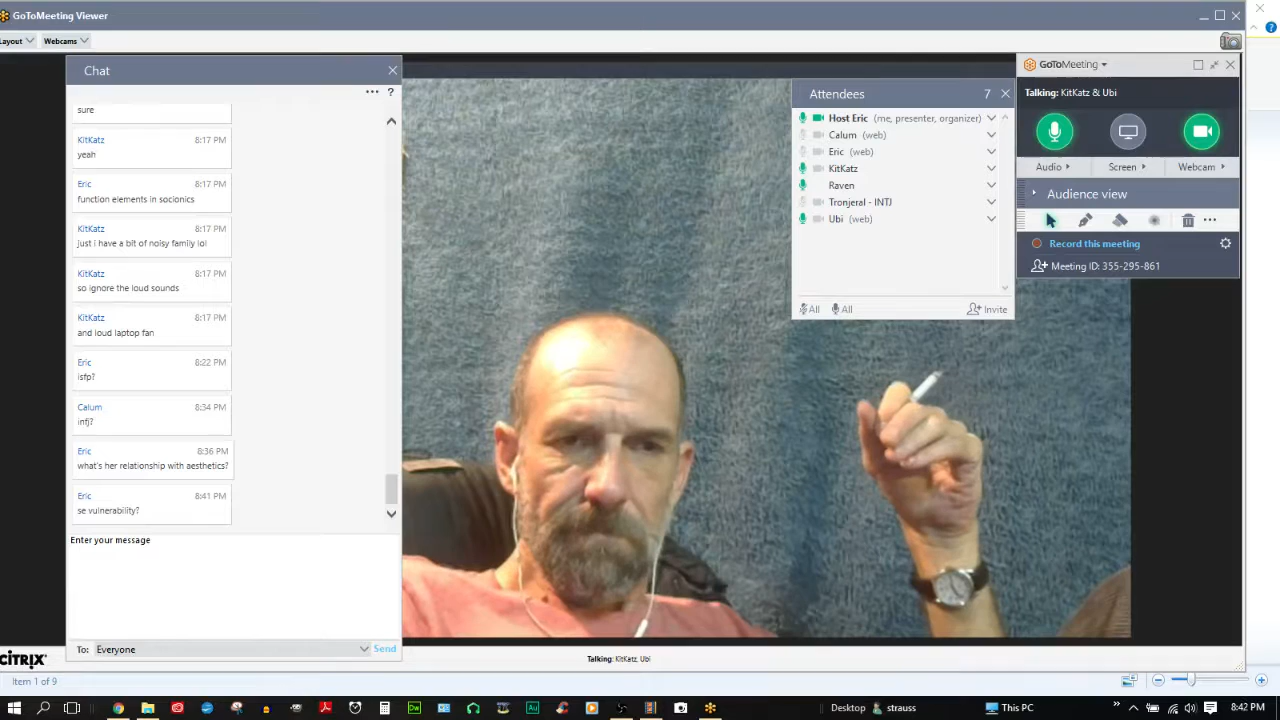 GoToMeeting Viewer
Layout
Webcams
Chat
?
sure
KitKatz 8:17 PM
yeah
Eric 8:17 PM
function elements in socionics
KitKatz 8:17 PM
just i have a bit of noisy family lol
KitKatz 8:17 PM
so ignore the loud sounds
KitKatz 8:17 PM
and loud laptop fan
Eric 8:22 PM
isfp?
Calum 8:34 PM
infj?
Eric 8:36 PM
what's her relationship with aesthetics?
Eric 8:41 PM
se vulnerability?
Enter your message
To: Everyone Send
Attendees 7
Host Eric (me, presenter, organizer)
Calum (web)
Eric (web)
KitKatz
Raven
Tronjeral - INTJ
Ubi (web)
All All Invite
GoToMeeting
Talking: KitKatz & Ubi
Audio Screen Webcam
Audience view
Record this meeting
Meeting ID: 355-295-861
CITRIX
Talking: KitKatz, Ubi
Item 1 of 9
Dw
Au
Desktop
strauss
This PC
8:42 PM